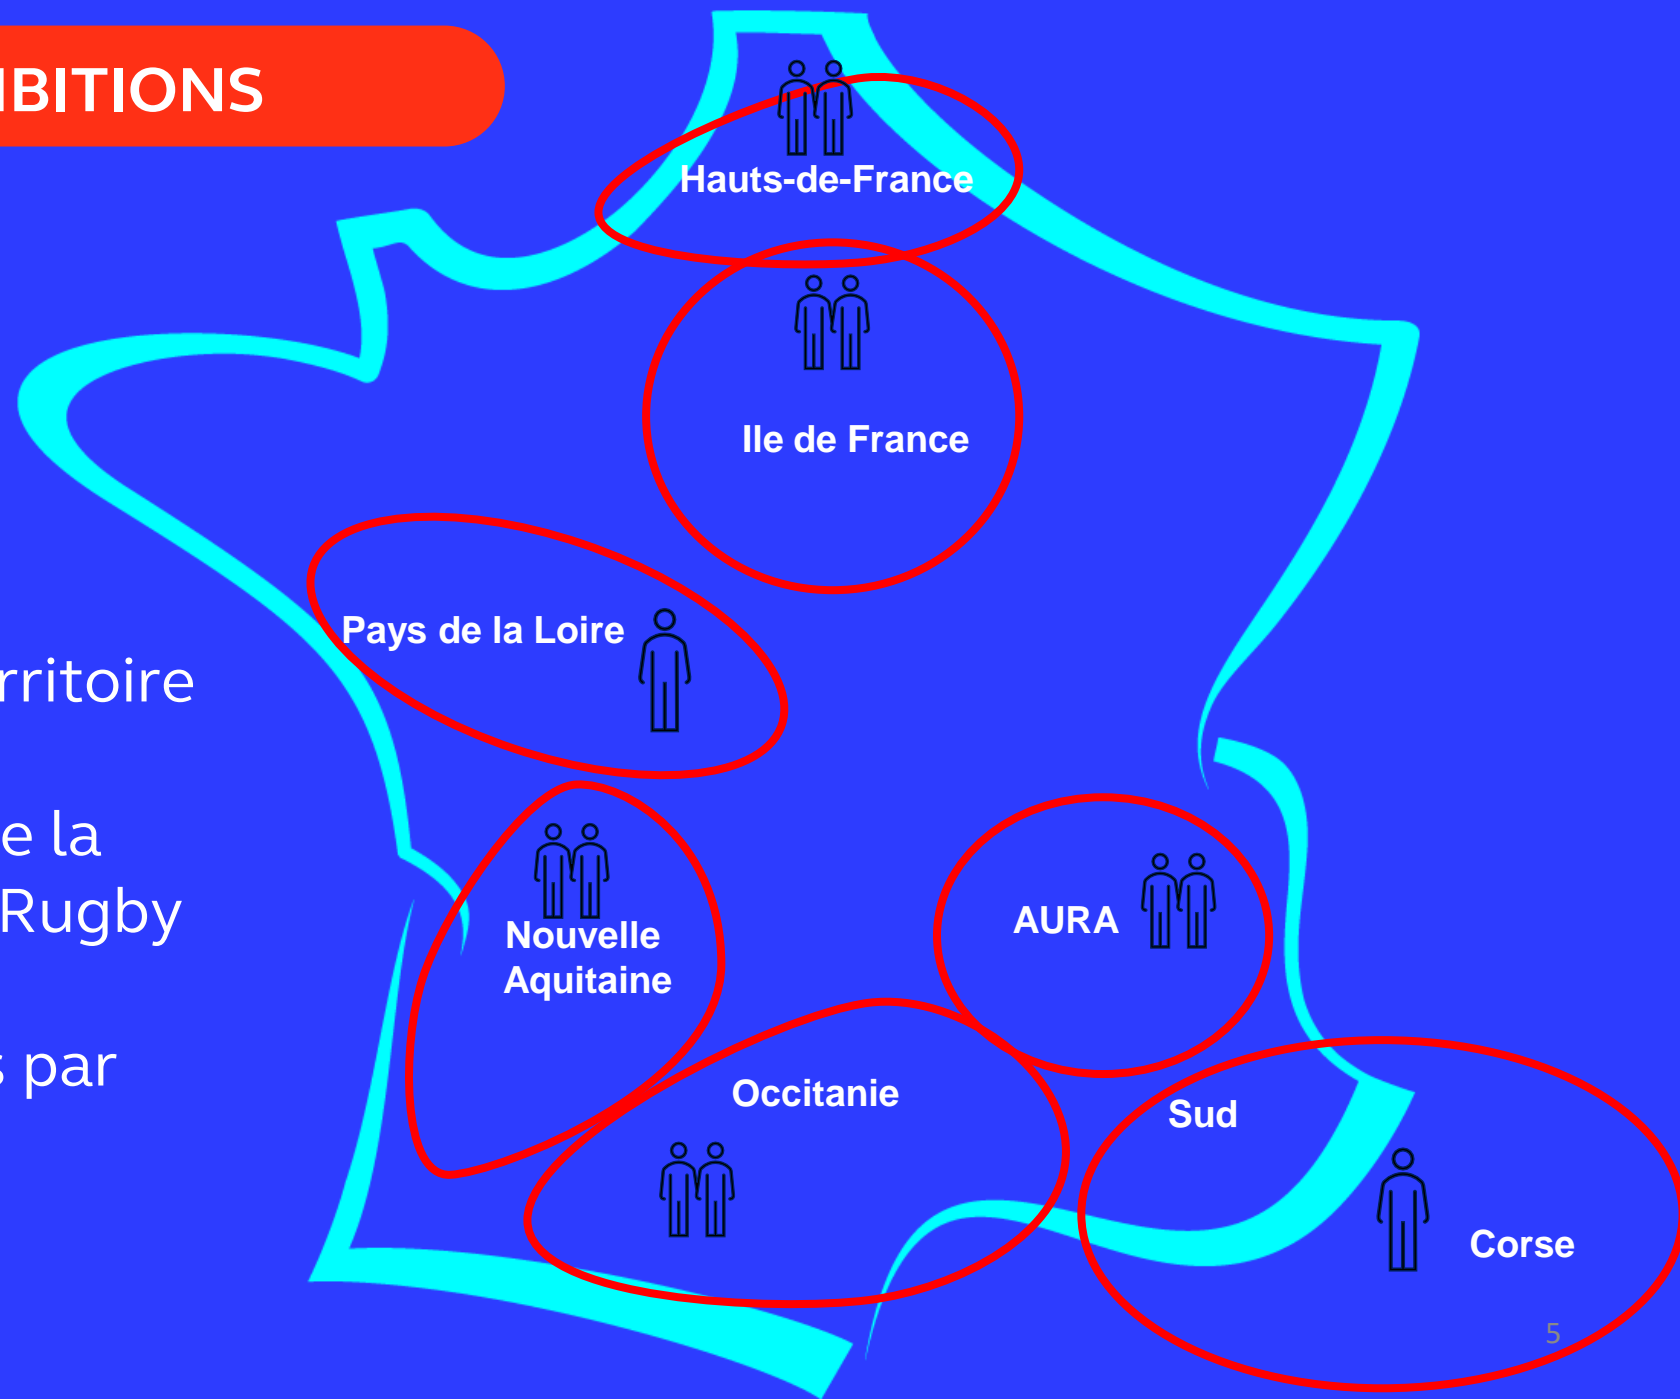 IBITIONS
Hauts-de-France
Ile de France
Pays de la Loire
rritoire
e la
Rugby
s par
Nouvelle
Aquitaine
AURA
Occitanie
Sud
Corse
5